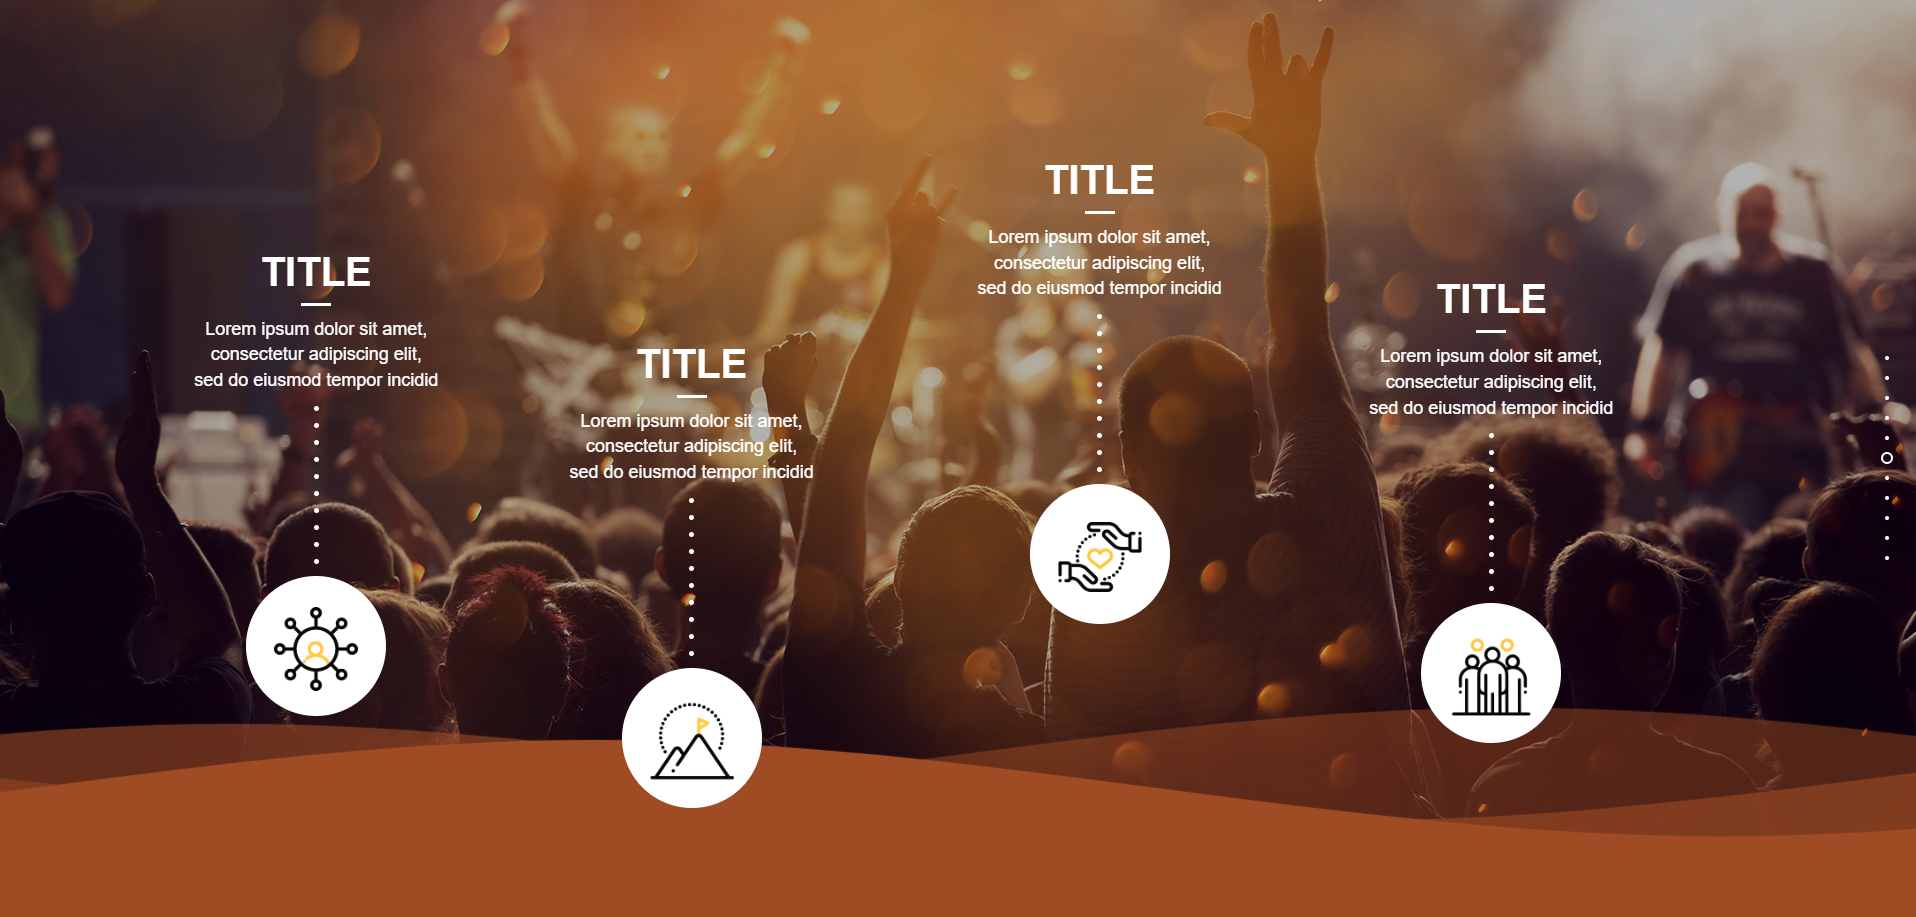 TITLE
Lorem ipsum dolor sit amet,
consectetur adipiscing elit,
sed do eiusmod tempor incidid
TITLE
Lorem ipsum dolor sit amet,
consectetur adipiscing elit,
sed do eiusmod tempor incidid
TITLE
Lorem ipsum dolor sit amet,
consectetur adipiscing elit,
sed do eiusmod tempor incidid
TITLE
Lorem ipsum dolor sit amet,
consectetur adipiscing elit,
sed do eiusmod tempor incidid